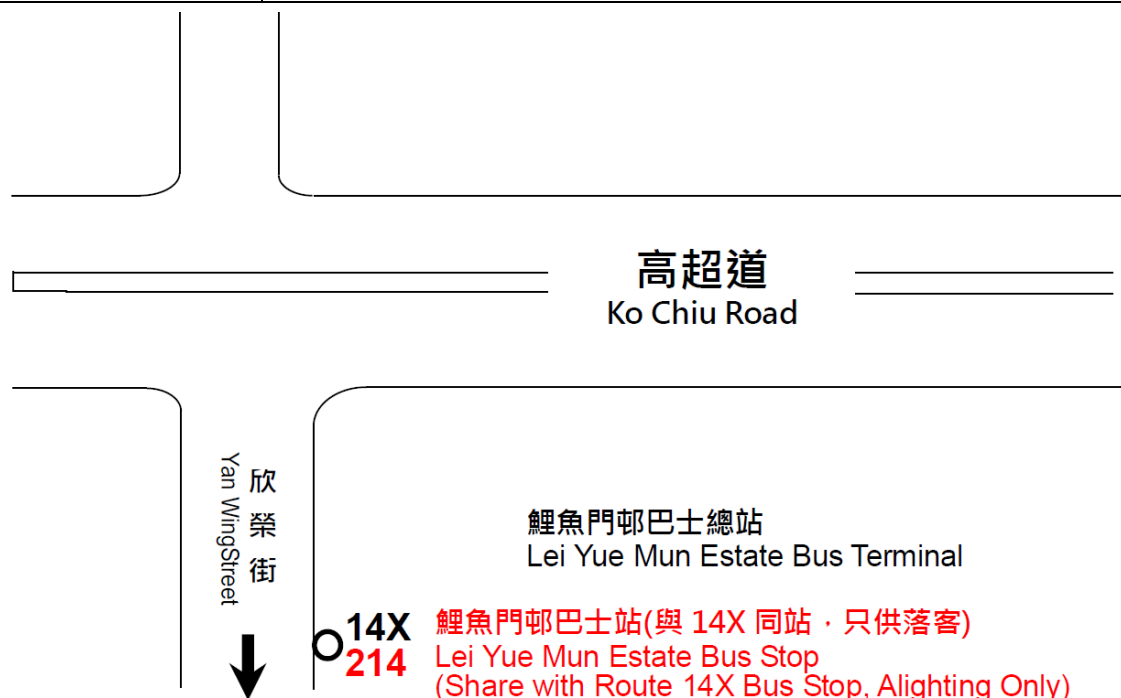 高超道
Ko Chiu Road
欣榮街
Yan WingStreet
鯉魚門邨巴士總站
Lei Yue Mun Estate Bus Terminal
14X
214
鯉魚門邨巴士站(與 14X 同站，只供落客)
Lei Yue Mun Estate Bus Stop
(Share with Route 14X Bus Stop, Alighting Only)